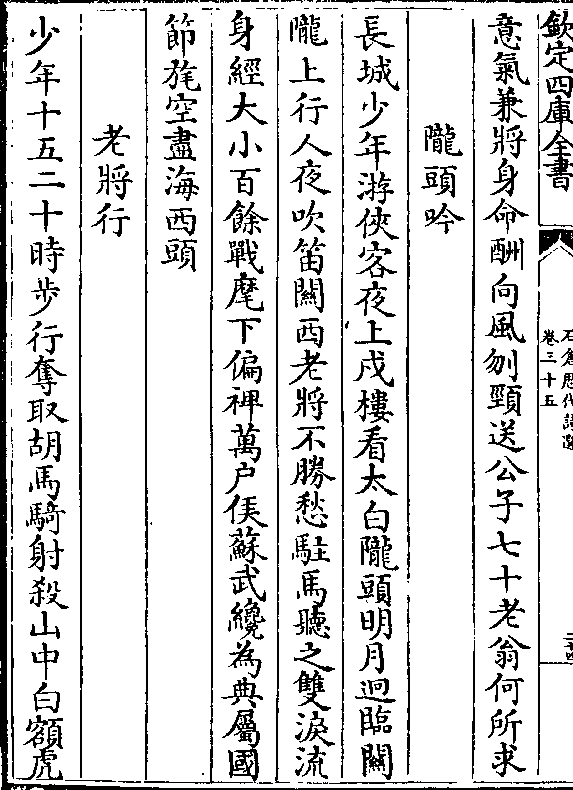 欽定四庫全書
石倉歷代詩選
卷三十五
意氣兼將身命酬向風刎頸送公子七十老翁何所求
隴頭吟
長城少年游俠客夜上戍樓看太白隴頭明月迥臨關
隴上行人夜吹笛關西老將不勝愁駐馬聽之雙淚流
身經大小百餘戰麾下偏裨萬户侯蘇武纔為典屬國
節旄空盡海西頭
老將行
少年十五二十時步行奪取胡馬騎射殺山中白額虎